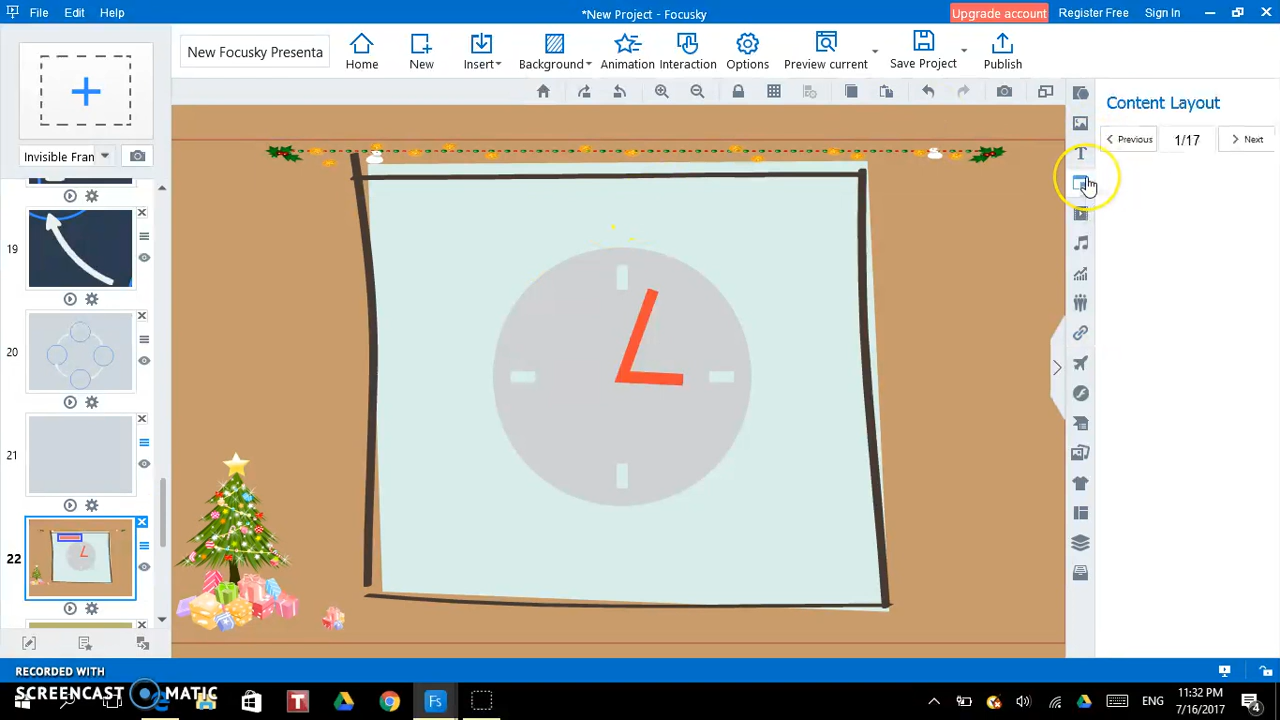 File Edit Help
*New Project - Focusky
Upgrade account Register Free Sign In
New Focusky Presenta
Home New Insert Background Animation Interaction Options Preview current Save Project Publish
Content Layout
Previous 1/17 Next
Invisible Fran
19
20
21
22
RECORDED WITH
SCREENCAST MATIC
T Fs ENG
11:32 PM
7/16/2017
4